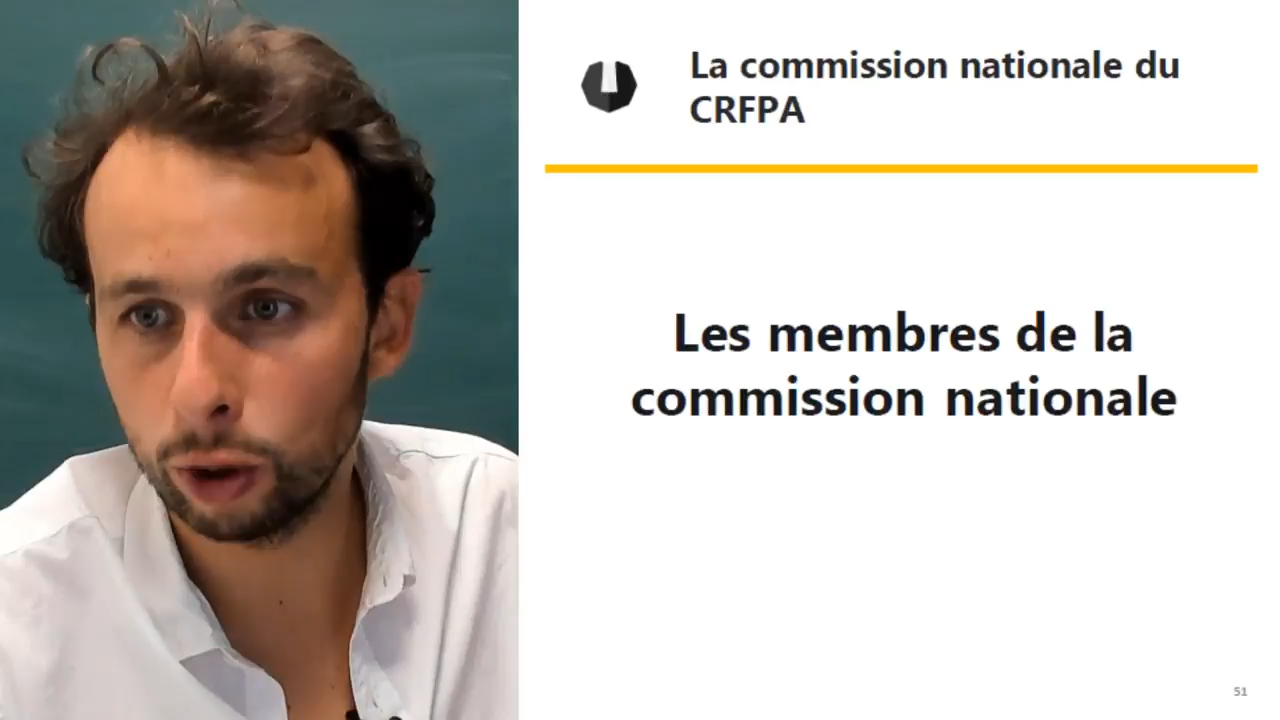 La commission nationale du
CRFPA
Les membres de la
commission nationale
51